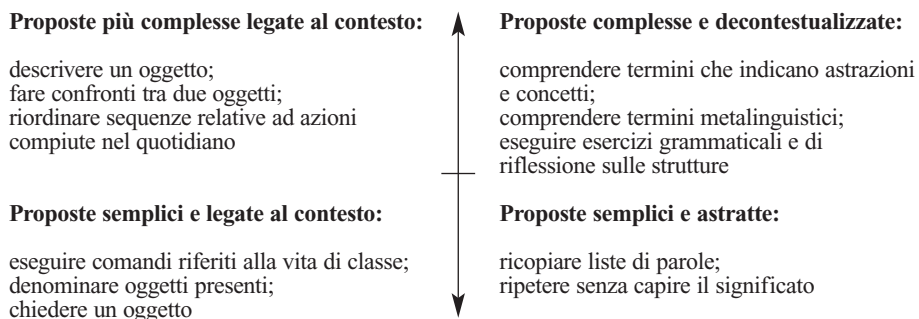 Proposte più complesse legate al contesto:
descrivere un oggetto;
fare confronti tra due oggetti;
riordinare sequenze relative ad azioni
compiute nel quotidiano
Proposte complesse e decontestualizzate:
comprendere termini che indicano astrazioni
e concetti;
comprendere termini metalinguistici;
eseguire esercizi grammaticali e di
riflessione sulle strutture
Proposte semplici e legate al contesto:
eseguire comandi riferiti alla vita di classe;
denominare oggetti presenti;
chiedere un oggetto
Proposte semplici e astratte:
ricopiare liste di parole;
ripetere senza capire il significato